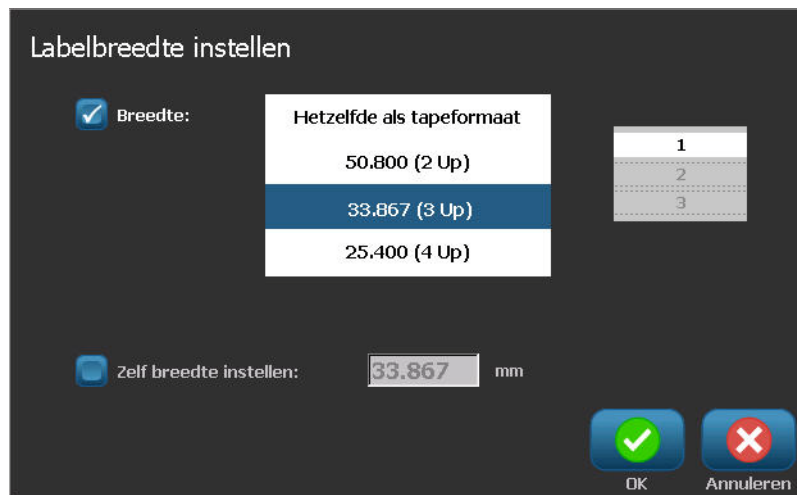 Labelbreedte instellen
Breedte:
Hetzelfde als tapeformaat
50.800 (2 Up)
33.867 (3 Up)
25.400 (4 Up)
1
2
3
Zelf breedte instellen: 33.867 mm
OK Annuleren